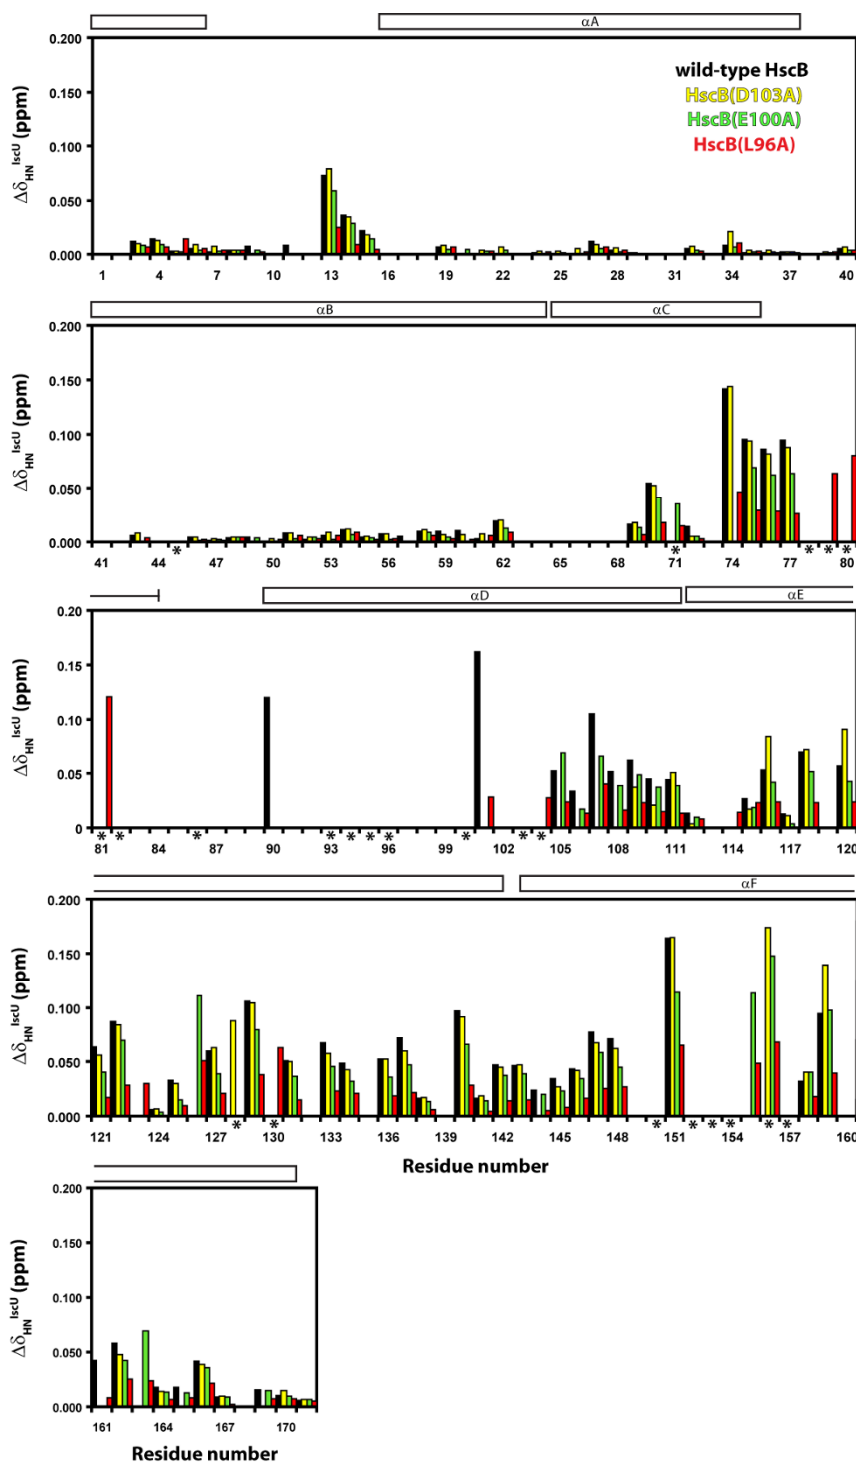 αA
0.200
wild-type HscB
HscB(D103A)
0.150
HscB(E100A)
HscB(L96A)
ΔδHN IscU (ppm)
0.100
0.050
0.000
1 4 7 10 13 16 19 22 25 28 31 34 37 40
αB αC
0.200
0.150
ΔδHN IscU (ppm)
0.100
0.050
0.000
* * * * *
41 44 47 50 53 56 59 62 65 68 71 74 77 80
αD αE
0.20
0.15
ΔδHN IscU (ppm)
0.10
0.05
0
* * * * * * * * * *
81 84 87 90 93 96 99 102 105 108 111 114 117 120
αF
0.200
0.150
ΔδHN IscU (ppm)
0.100
0.050
0.000
* * * * * * * *
121 124 127 130 133 136 139 142 145 148 151 154 157 160
Residue number
0.200
0.150
ΔδHN IscU (ppm)
0.100
0.050
0.000
161 164 167 170
Residue number